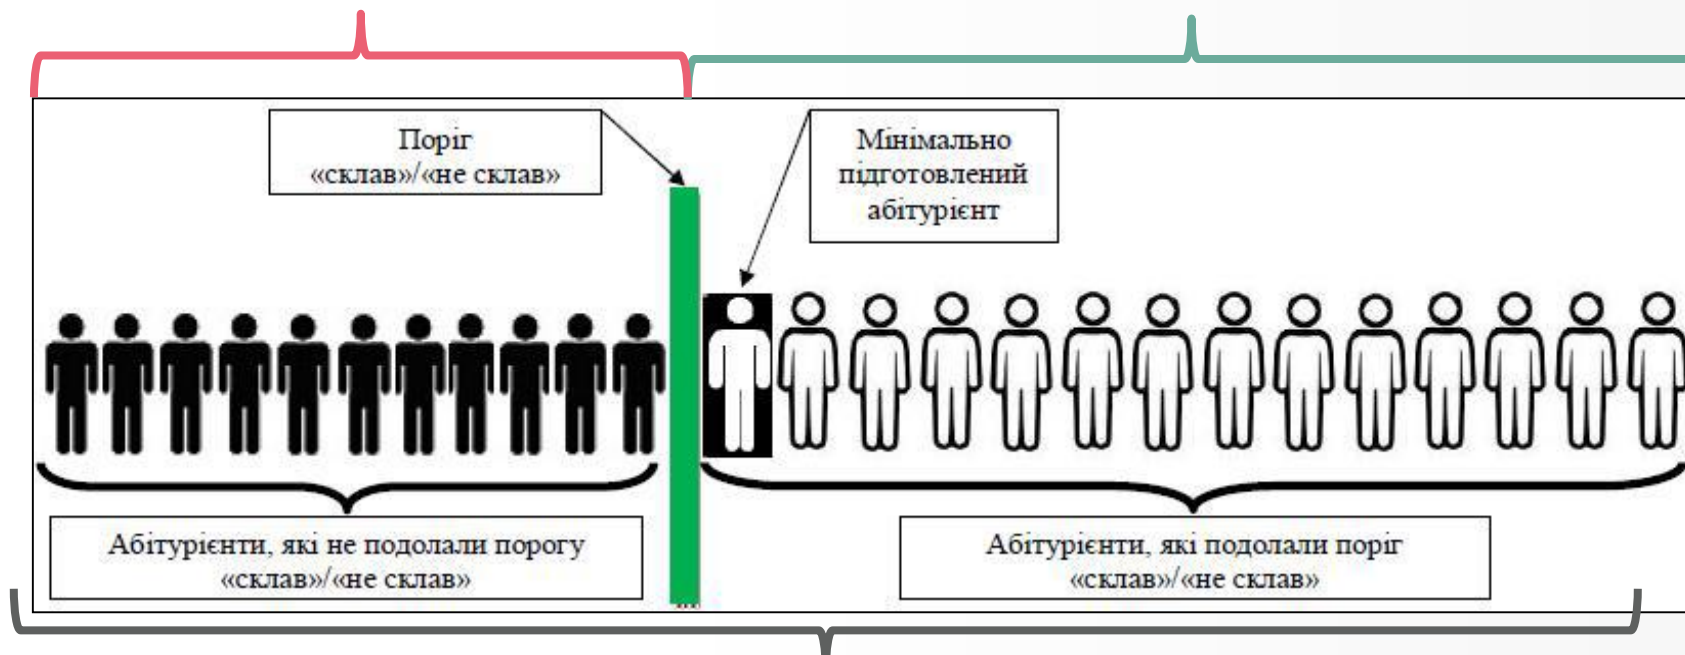 Поріг
«склав»/«не склав»
Мінімально
підготовлений
абітурієнт
Абітурієнти, які не подолали порогу
«склав»/«не склав»
Абітурієнти, які подолали поріг
«склав»/«не склав»